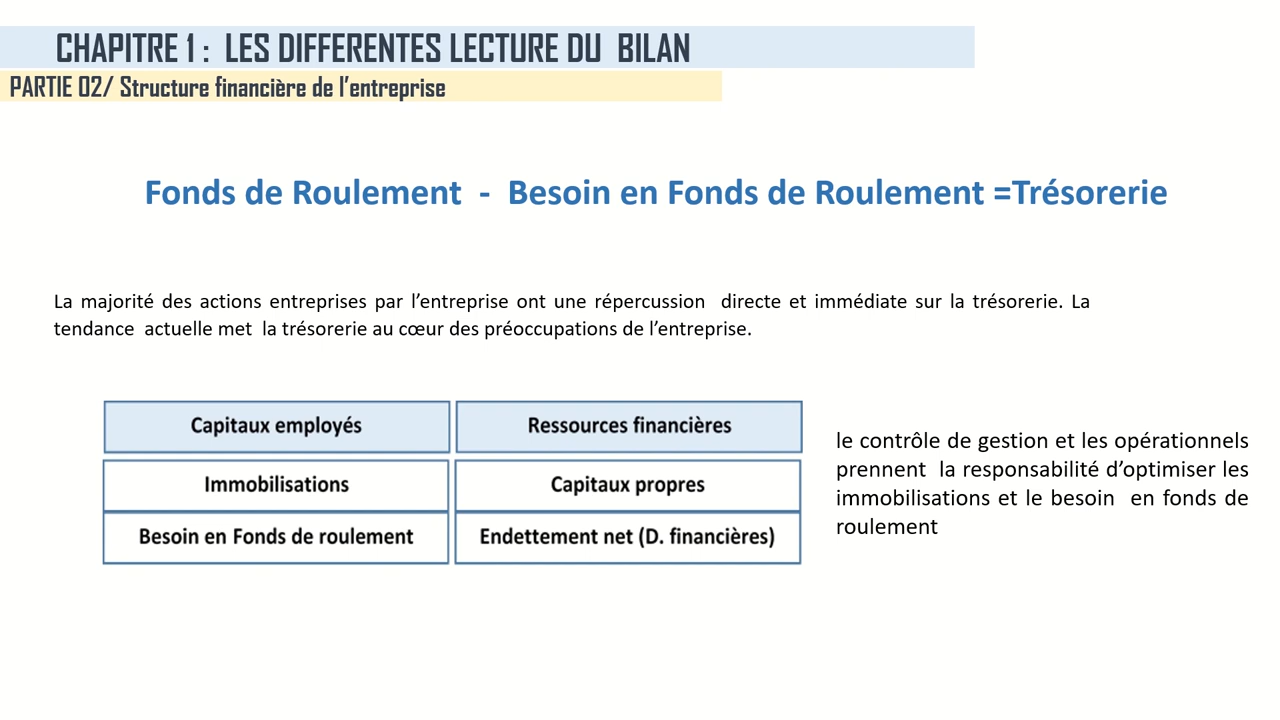 CHAPITRE 1 : LES DIFFERENTES LECTURE DU BILAN
PARTIE 02/ Structure financière de l’entreprise
Fonds de Roulement - Besoin en Fonds de Roulement =Trésorerie
La majorité des actions entreprises par l’entreprise ont une répercussion directe et immédiate sur la trésorerie. La
tendance actuelle met la trésorerie au cœur des préoccupations de l’entreprise.
Capitaux employés
Ressources financières
Immobilisations
Capitaux propres
Besoin en Fonds de roulement
Endettement net (D. financières)
le contrôle de gestion et les opérationnels
prennent la responsabilité d’optimiser les
immobilisations et le besoin en fonds de
roulement